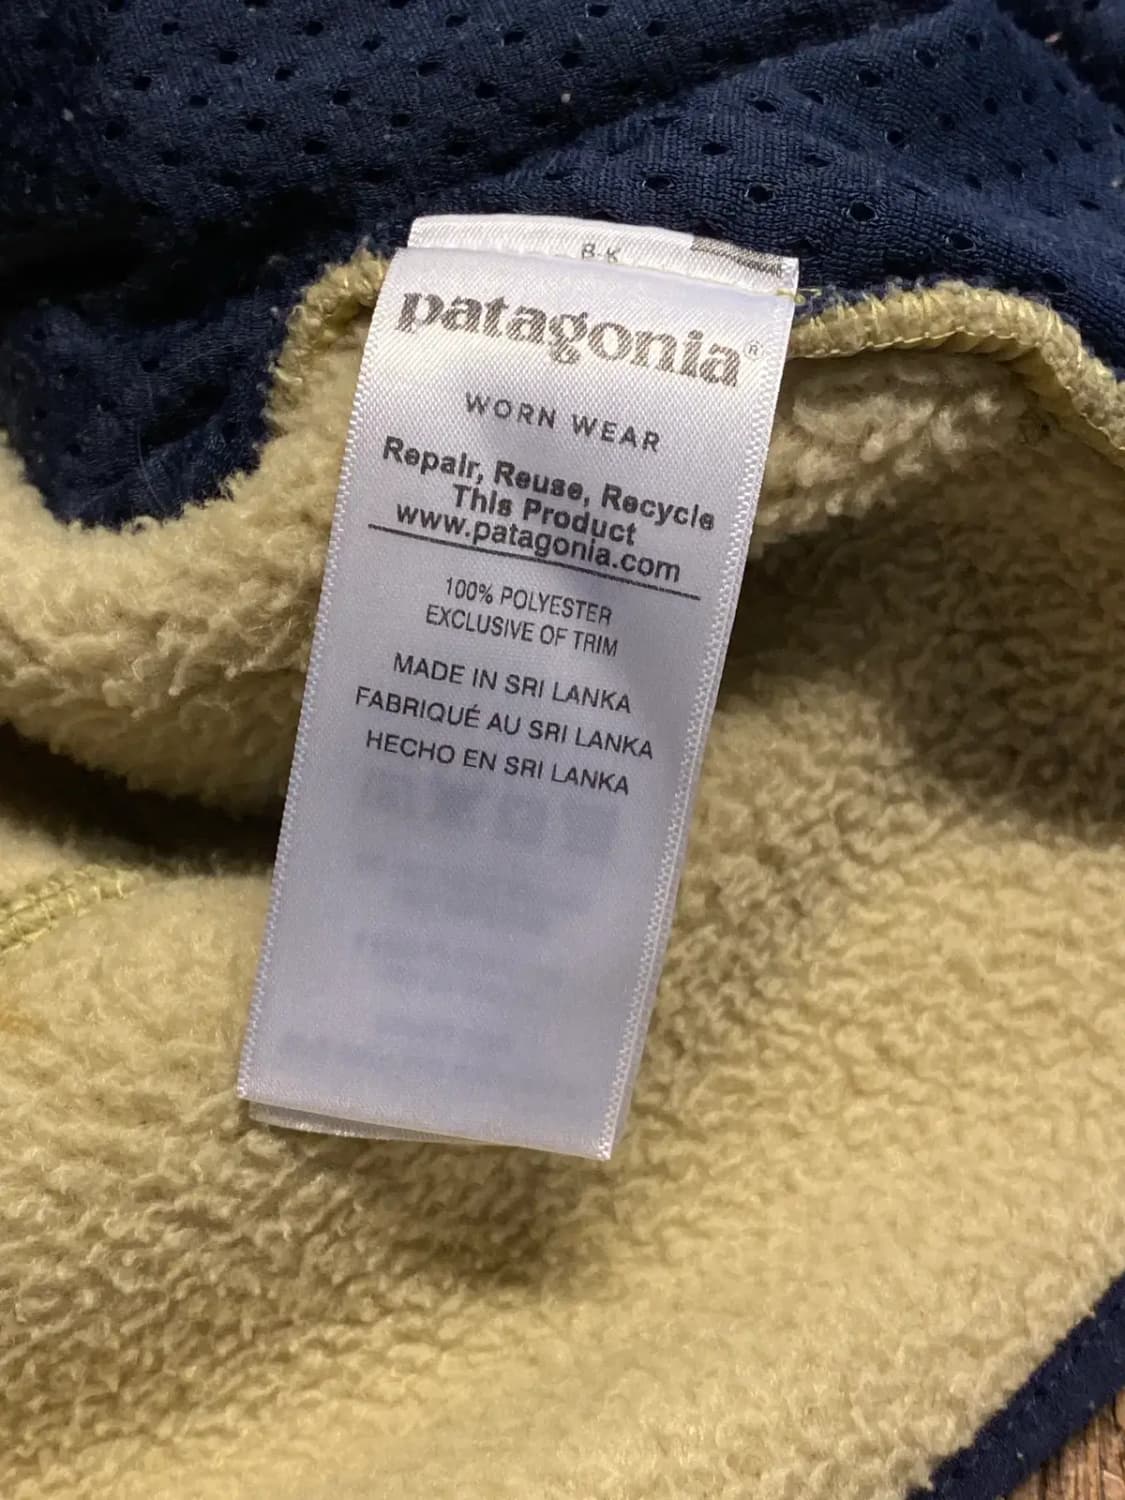 B-K
patagonia®
WORN WEAR
Repair, Reuse, Recycle
This Product
www.patagonia.com
100% POLYESTER
EXCLUSIVE OF TRIM
MADE IN SRI LANKA
FABRIQUÉ AU SRI LANKA
HECHO EN SRI LANKA